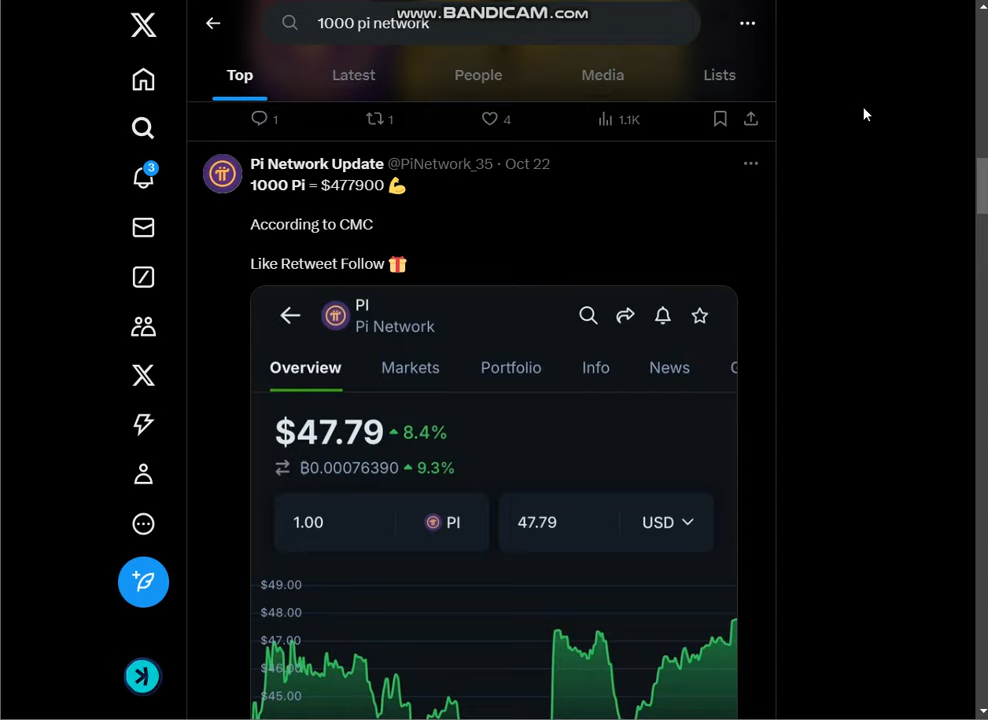 www.BANDICAM.com
1000 pi network
Top
Latest
People
Media
Lists
1
1
4
1.1K
Pi Network Update @PiNetwork_35 · Oct 22
1000 Pi = $477900 💪
According to CMC
Like Retweet Follow 🎁
PI
Pi Network
Overview
Markets
Portfolio
Info
News
$47.79 8.4%
₿0.00076390 9.3%
1.00
PI
47.79
USD
$49.00
$48.00
$47.00
$46.00
$45.00
3